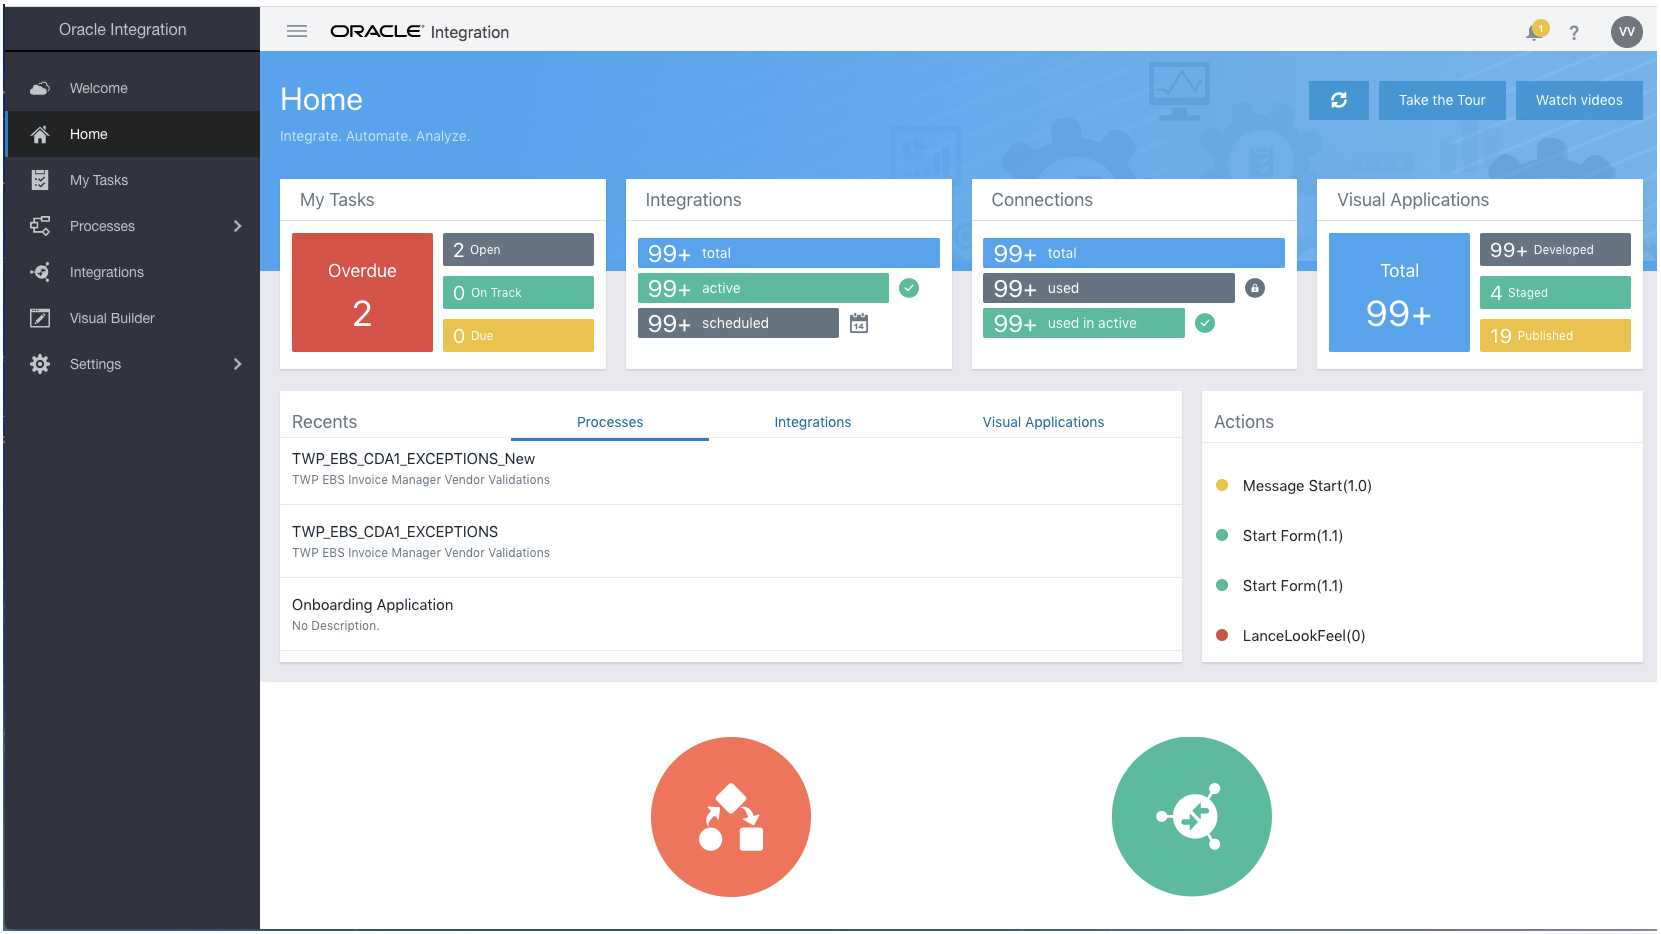 Oracle Integration
ORACLE Integration
1
?
VV
Welcome
Home
My Tasks
Processes
Integrations
Visual Builder
Settings
Home
Integrate. Automate. Analyze.
Take the Tour
Watch videos
My Tasks
Overdue
2
2 Open
0 On Track
0 Due
Integrations
99+ total
99+ active
99+ scheduled
14
Connections
99+ total
99+ used
99+ used in active
Visual Applications
Total
99+
99+ Developed
4 Staged
19 Published
Recents
Processes
Integrations
Visual Applications
TWP_EBS_CDA1_EXCEPTIONS_New
TWP EBS Invoice Manager Vendor Validations
TWP_EBS_CDA1_EXCEPTIONS
TWP EBS Invoice Manager Vendor Validations
Onboarding Application
No Description.
Actions
Message Start(1.0)
Start Form(1.1)
Start Form(1.1)
LanceLookFeel(0)